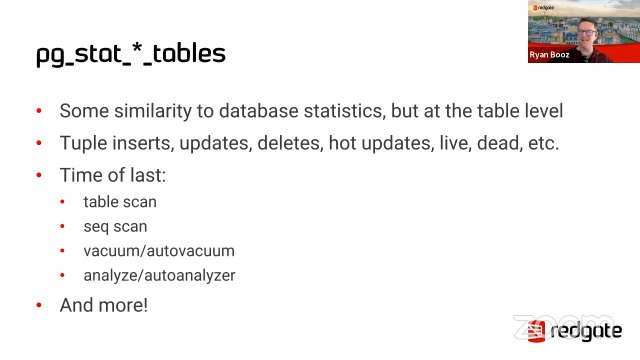 pg_stat_*_tables
redgate
Ryan Booz
• Some similarity to database statistics, but at the table level
• Tuple inserts, updates, deletes, hot updates, live, dead, etc.
• Time of last:
• table scan
• seq scan
• vacuum/autovacuum
• analyze/autoanalyzer
• And more!
zoom
redgate